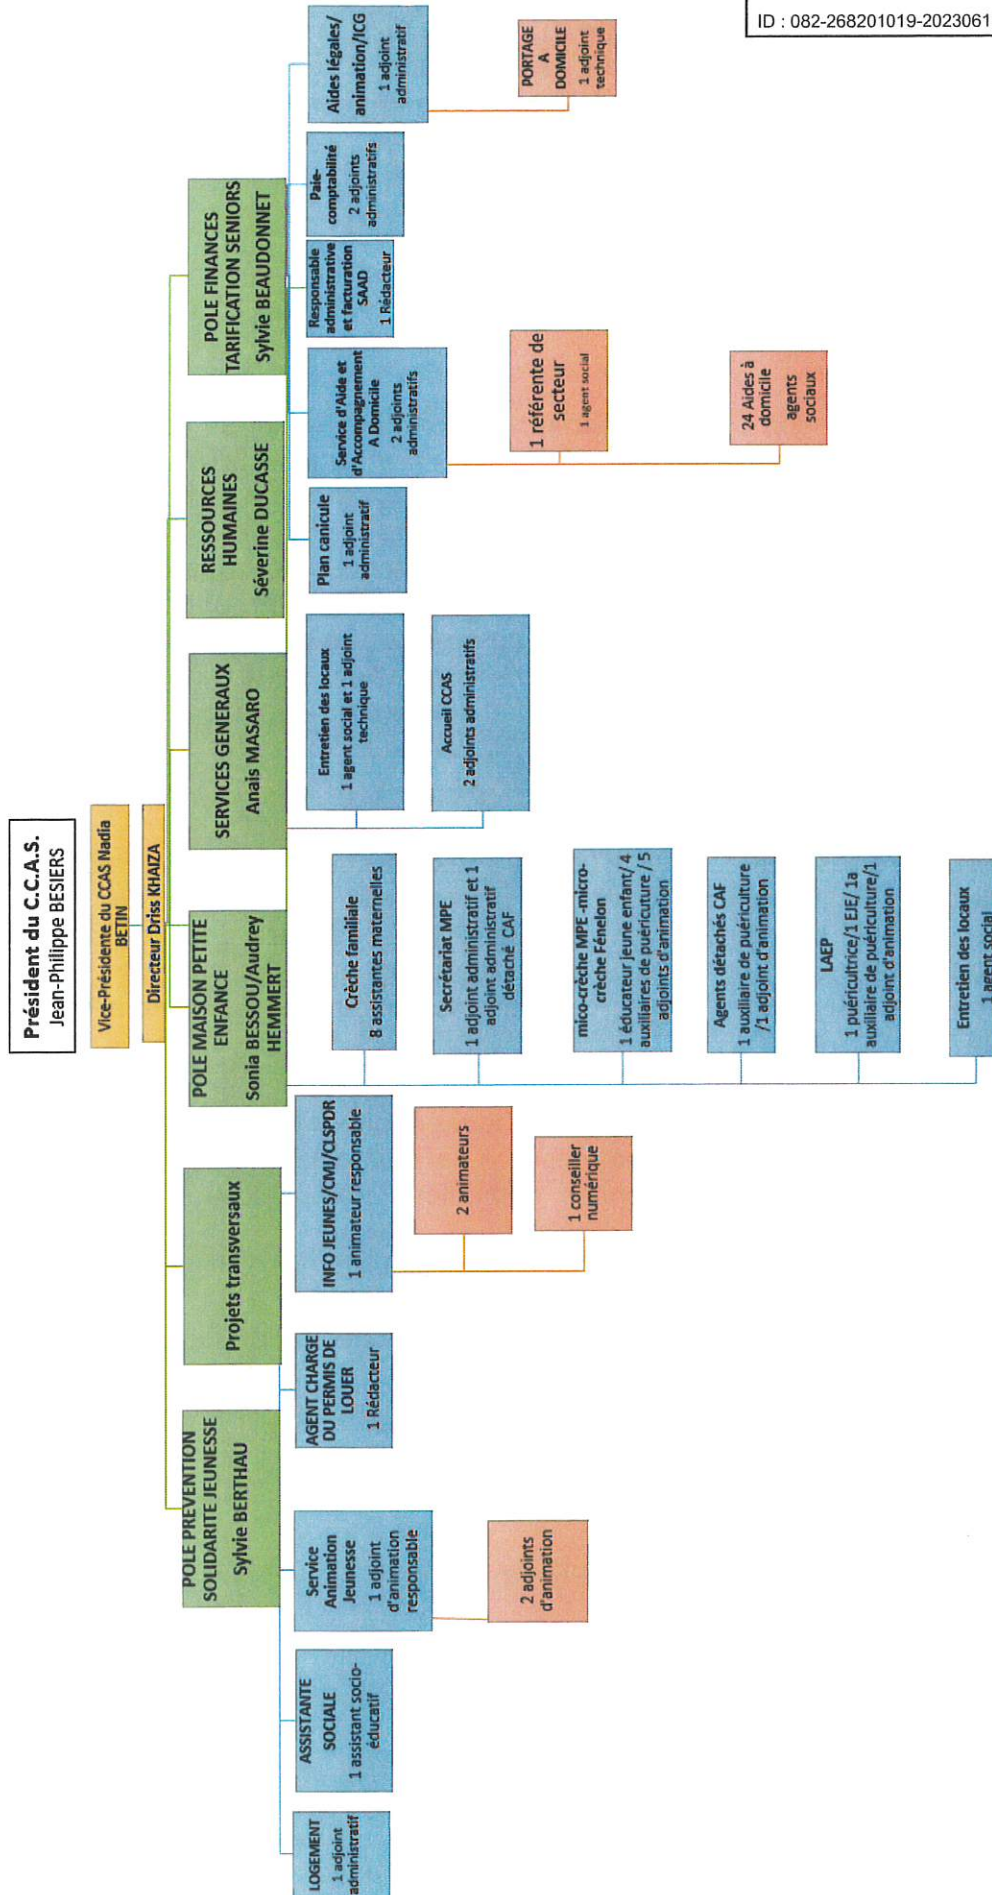 ID : 082-268201019-2023061
Président du C.C.A.S.
Jean-Philippe BESIERS
Vice-Présidente du CCAS Nadia
BETIN
Directeur Driss KHAIZA
POLE PREVENTION
SOLIDARITE JEUNESSE
Sylvie BERTHAU
Projets transversaux
POLE MAISON PETITE
ENFANCE
Sonia BESSOU/Audrey
HEMMERT
SERVICES GENERAUX
Anais MASARO
RESSOURCES
HUMAINES
Séverine DUCASSE
POLE FINANCES
TARIFICATION SENIORS
Sylvie BEAUDONNET
LOGEMENT
1 adjoint
administratif
ASSISTANTE
SOCIALE
1 assistant socio-
éducatif
Service
Animation
Jeunesse
1 adjoint
d'animation
responsable
2 adjoints
d'animation
AGENT CHARGE
DU PERMIS DE
LOUER
1 Rédacteur
INFO JEUNES/CMJ/CLSPDR
1 animateur responsable
2 animateurs
1 conseiller
numérique
Crèche familiale
8 assistantes maternelles
Secrétariat MPE
1 adjoint administratif et 1
adjoint administratif
détaché CAF
mico-crèche MPE -micro-
crèche Fénelon
1 éducateur jeune enfant/ 4
auxiliaires de puériculture / 5
adjoints d'animation
Agents détachés CAF
1 auxiliaire de puériculture
/1 adjoint d'animation
LAEP
1 puéricultrice/1 EJE/ 1a
auxiliaire de puériculture/1
adjoint d'animation
Entretien des locaux
1 agent social
Entretien des locaux
1 agent social et 1 adjoint
technique
Accueil CCAS
2 adjoints administratifs
Plan canicule
1 adjoint
administratif
Service d'Aide et
d'Accompagnement
A Domicile
2 adjoints
administratifs
1 référente de
secteur
1 agent social
24 Aides à
domicile
agents
sociaux
Responsable
administrative
et facturation
SAAD
1 Rédacteur
Paie-
comptabilité
2 adjoints
administratifs
Aides légales/
animation/ICG
1 adjoint
administratif
PORTAGE
A
DOMICILE
1 adjoint
technique